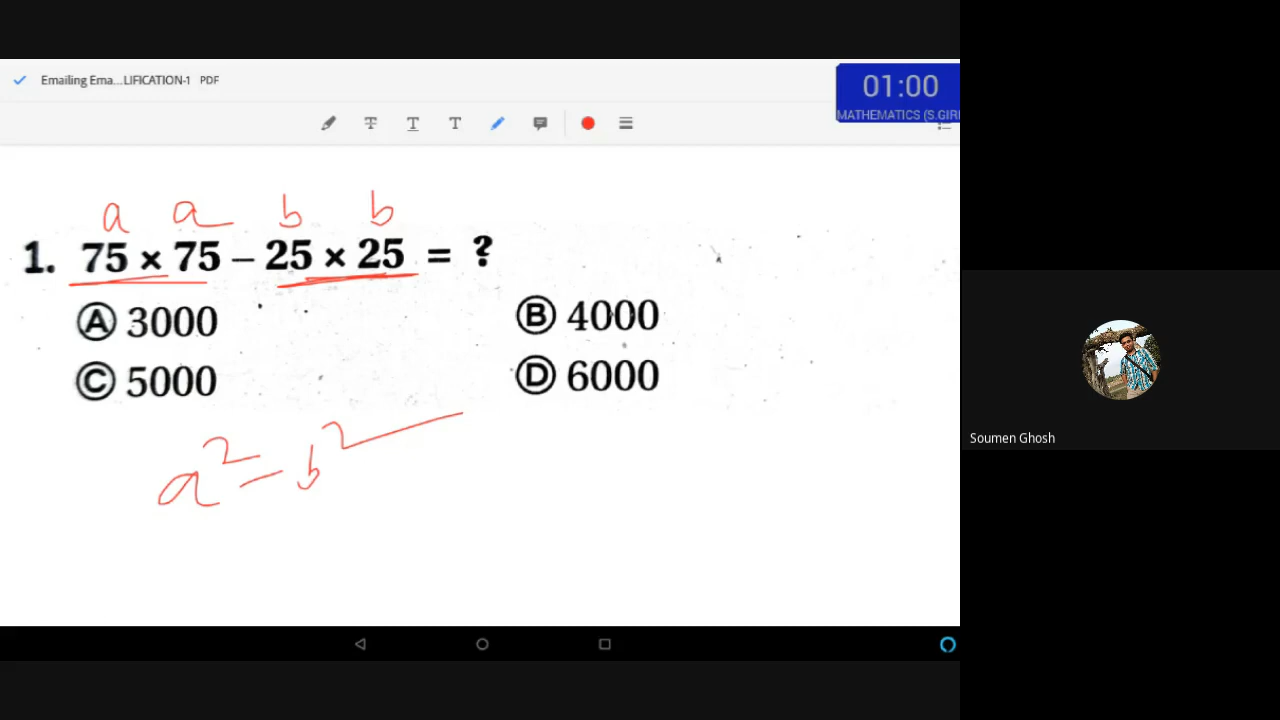 Emailing Ema...LIFICATION-1 PDF
01:00
MATHEMATICS (S.GIRI
T T T
a a b b
1. 75 × 75 – 25 × 25 = ?
Ⓐ 3000 Ⓑ 4000
Ⓒ 5000 Ⓓ 6000
a² – b²
Soumen Ghosh